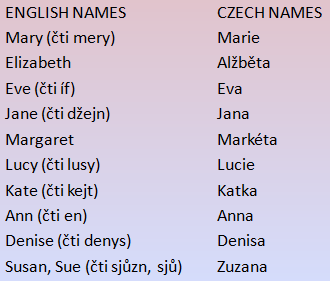 ENGLISH NAMES CZECH NAMES
Mary (čti mery) Marie
Elizabeth Alžběta
Eve (čti íf) Eva
Jane (čti džejn) Jana
Margaret Markéta
Lucy (čti lusy) Lucie
Kate (čti kejt) Katka
Ann (čti en) Anna
Denise (čti denys) Denisa
Susan, Sue (čti sjůzn, sjů) Zuzana